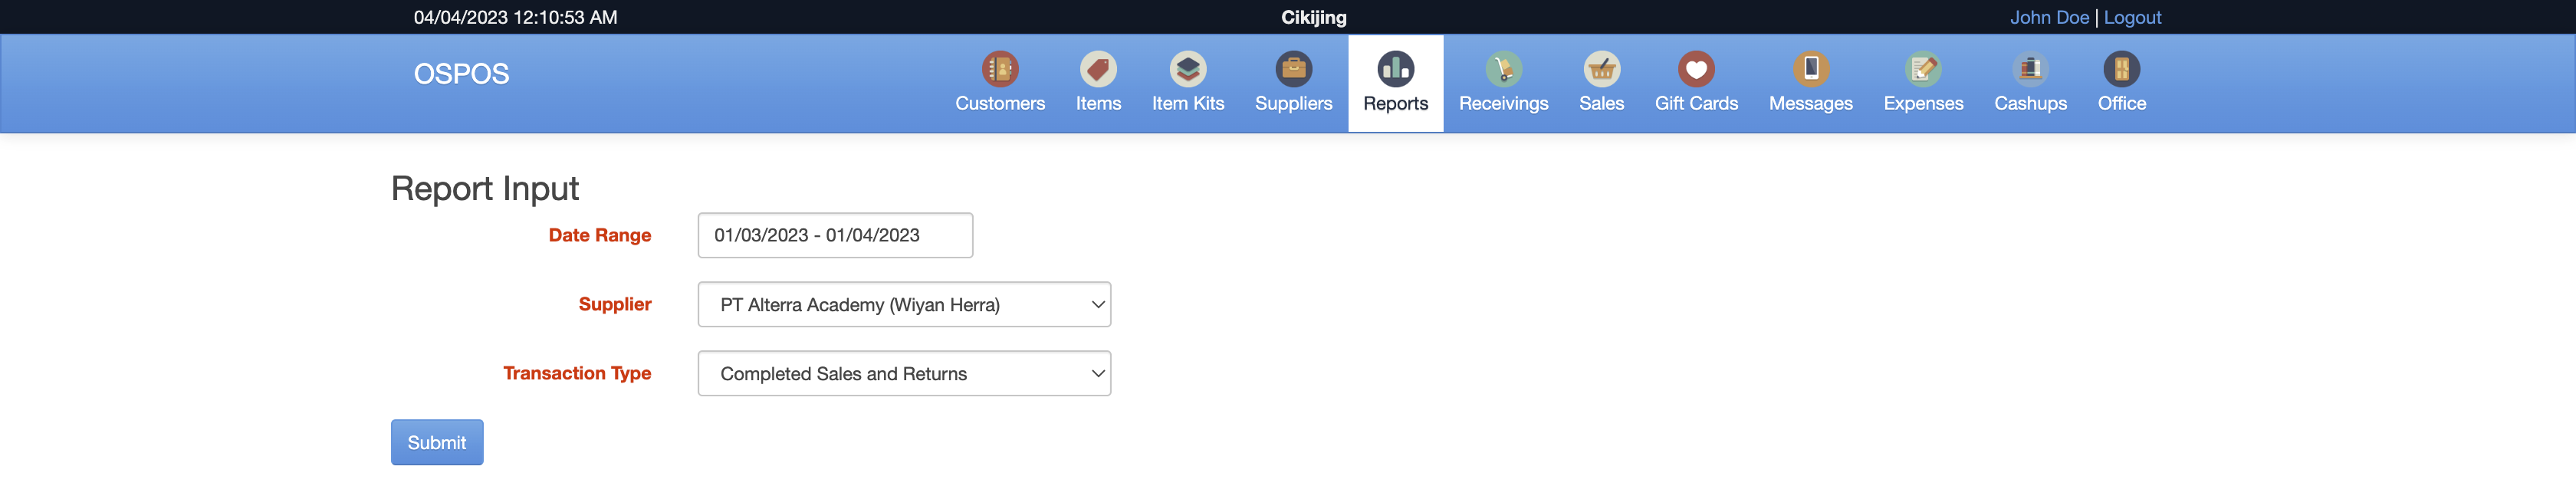 04/04/2023 12:10:53 AM
Cikijing
John Doe | Logout
OSPOS
Customers
Items
Item Kits
Suppliers
Reports
Receivings
Sales
Gift Cards
Messages
Expenses
Cashups
Office
Report Input
Date Range
01/03/2023 - 01/04/2023
Supplier
PT Alterra Academy (Wiyan Herra)
Transaction Type
Completed Sales and Returns
Submit